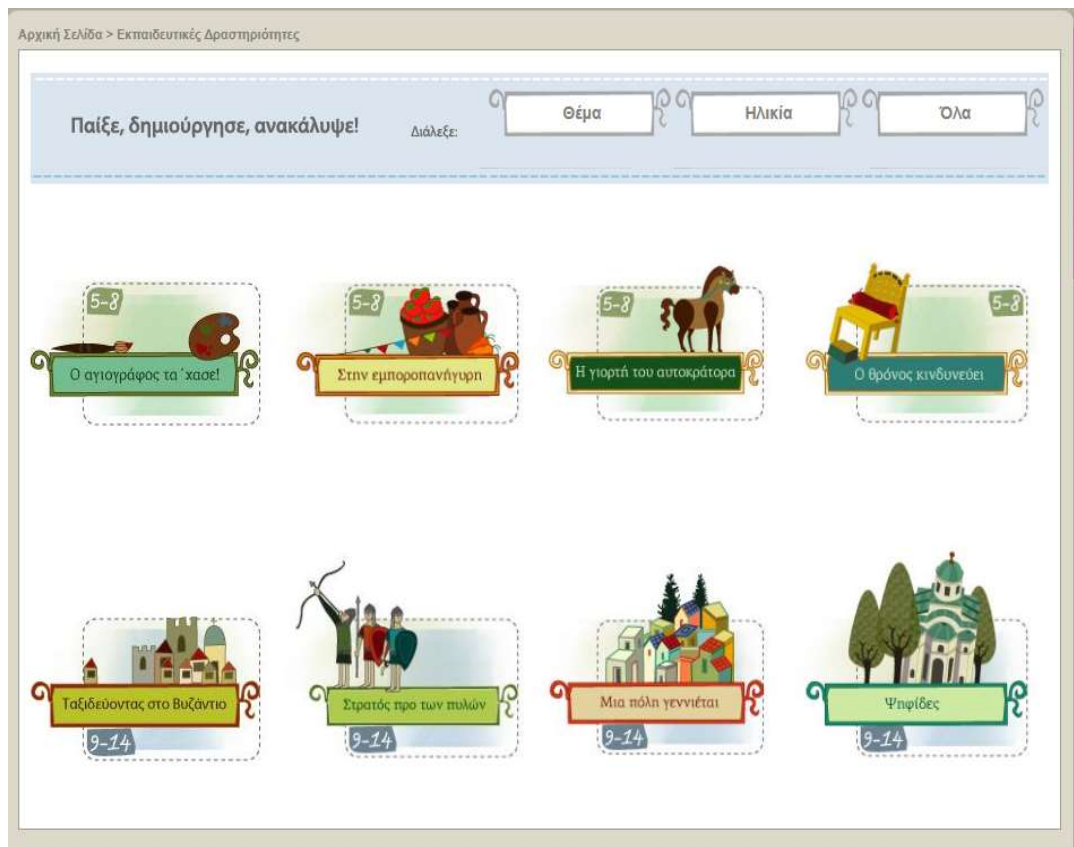 Αρχική Σελίδα > Εκπαιδευτικές Δραστηριότητες
Παίξε, δημιούργησε, ανακάλυψε!
Διάλεξε:
Θέμα
Ηλικία
Όλα
5-8
Ο αγιογράφος τα ΄χασε!
5-8
Στην εμποροπανήγυρη
5-8
Η γιορτή του αυτοκράτορα
5-8
Ο θρόνος κινδυνεύει
Ταξιδεύοντας στο Βυζάντιο
9-14
Στρατός προ των πυλών
9-14
Μια πόλη γεννιέται
9-14
Ψηφίδες
9-14